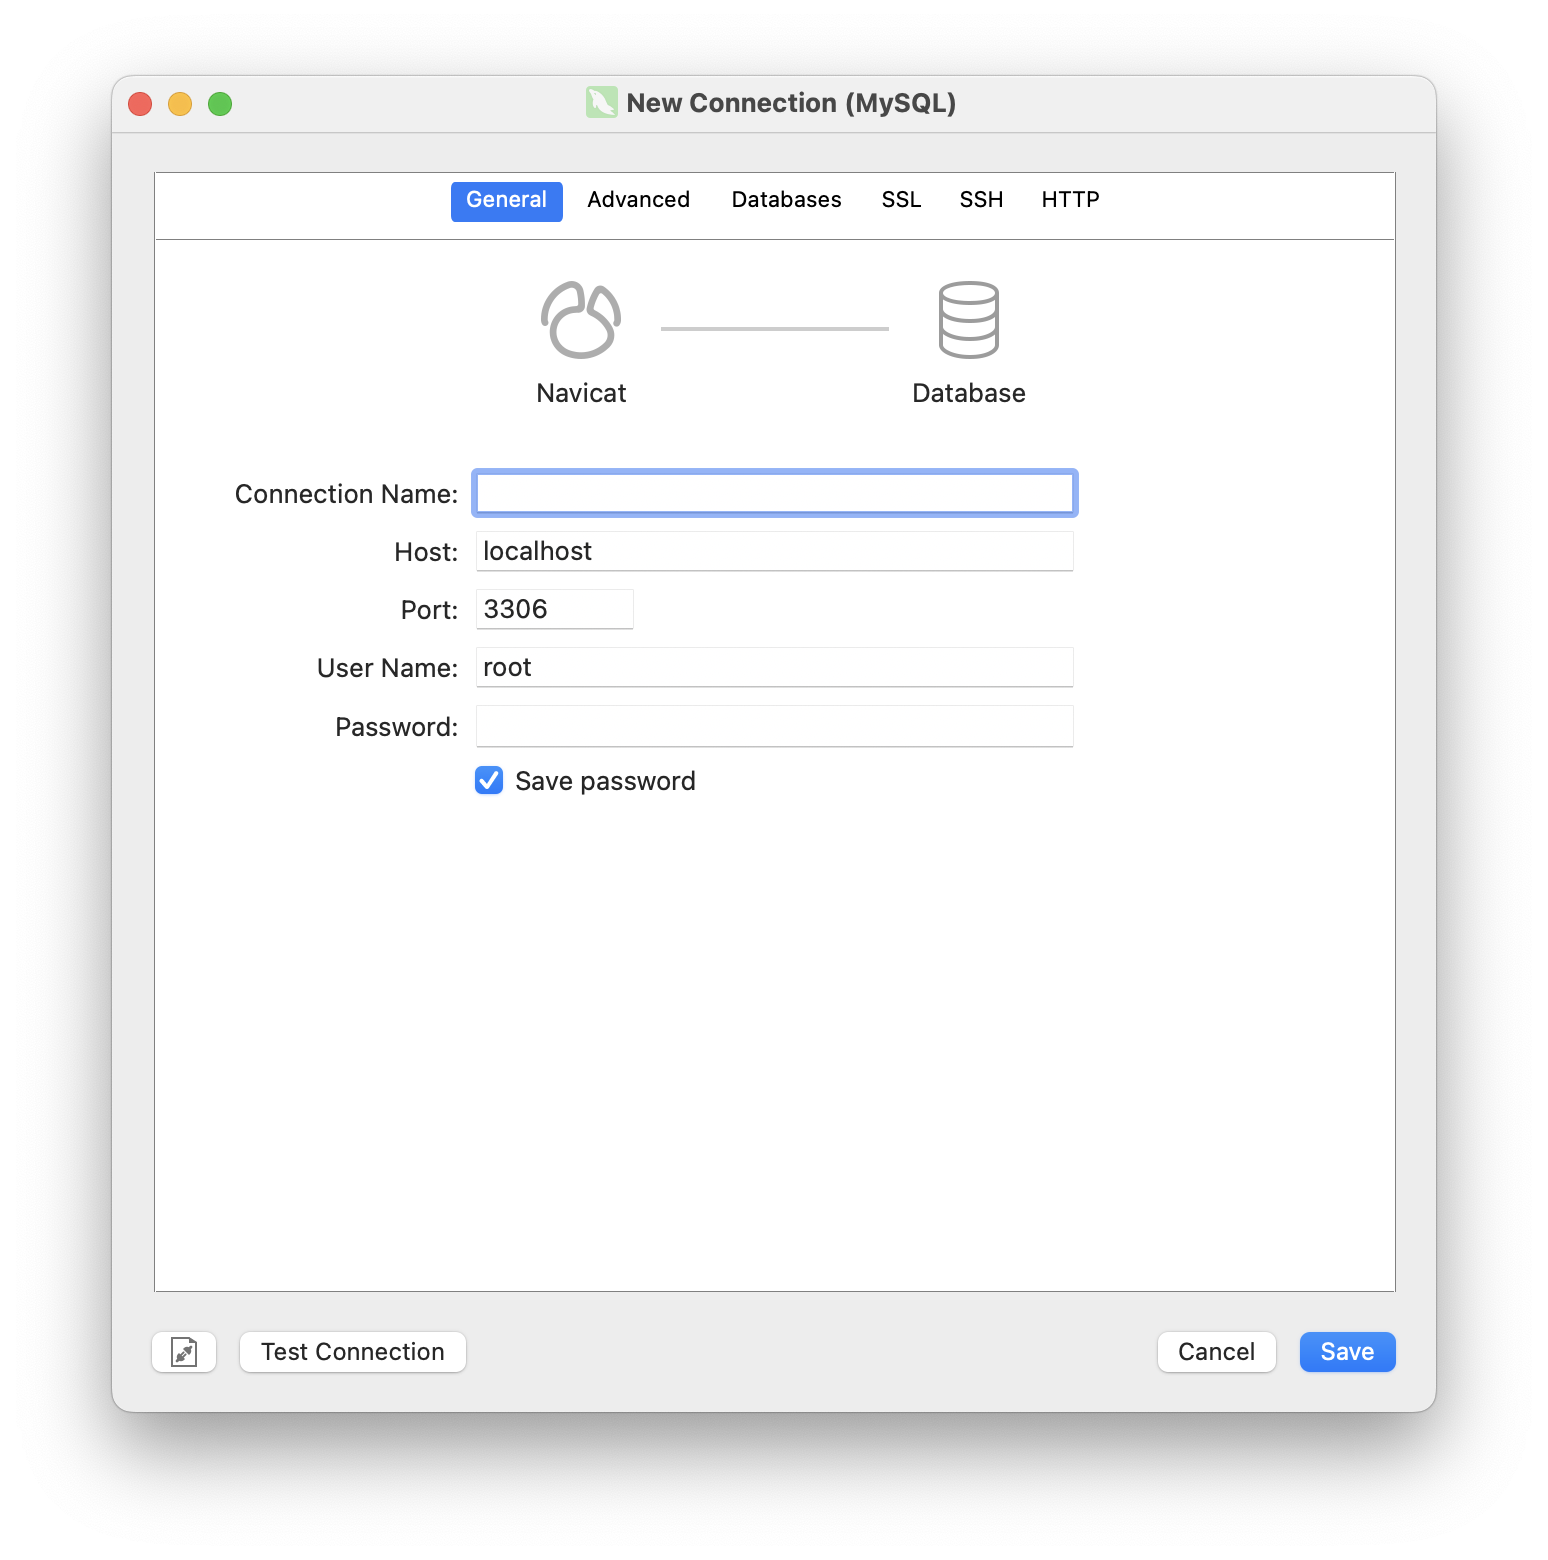 New Connection (MySQL)
General Advanced Databases SSL SSH HTTP
Navicat Database
Connection Name:
Host: localhost
Port: 3306
User Name: root
Password:
Save password
Test Connection Cancel Save